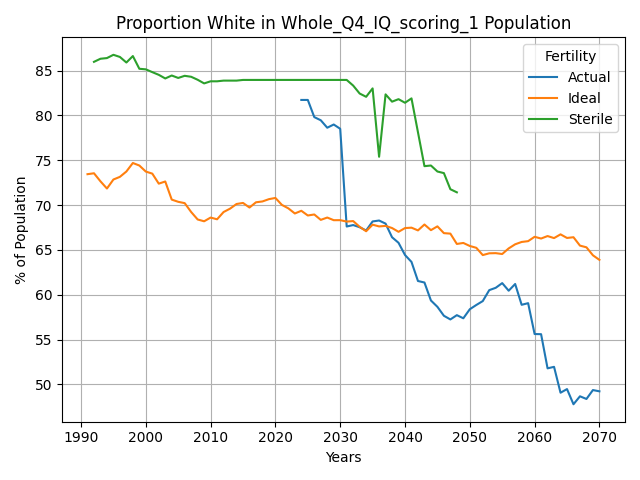 Proportion White in Whole_Q4_IQ_scoring_1 Population
Fertility
Actual
Ideal
Sterile
% of Population
85
80
75
70
65
60
55
50
1990 2000 2010 2020 2030 2040 2050 2060 2070
Years